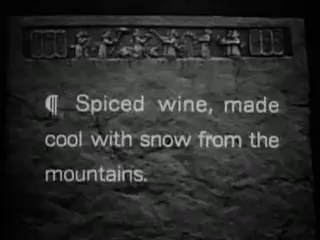 ¶ Spiced wine, made
cool with snow from the
mountains.